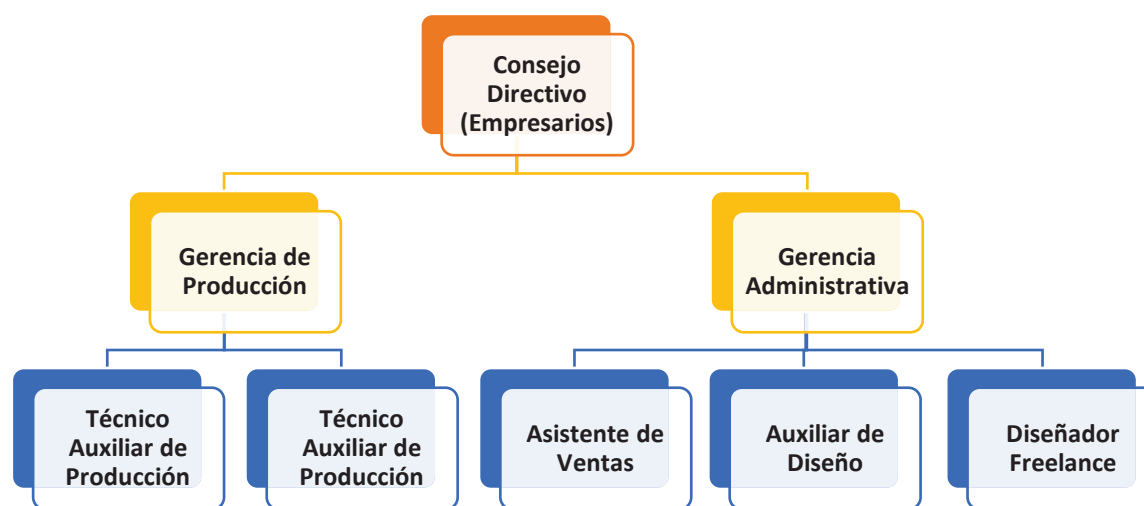 Consejo
Directivo
(Empresarios)
Gerencia de
Producción
Gerencia
Administrativa
Técnico
Auxiliar de
Producción
Técnico
Auxiliar de
Producción
Asistente de
Ventas
Auxiliar de
Diseño
Diseñador
Freelance